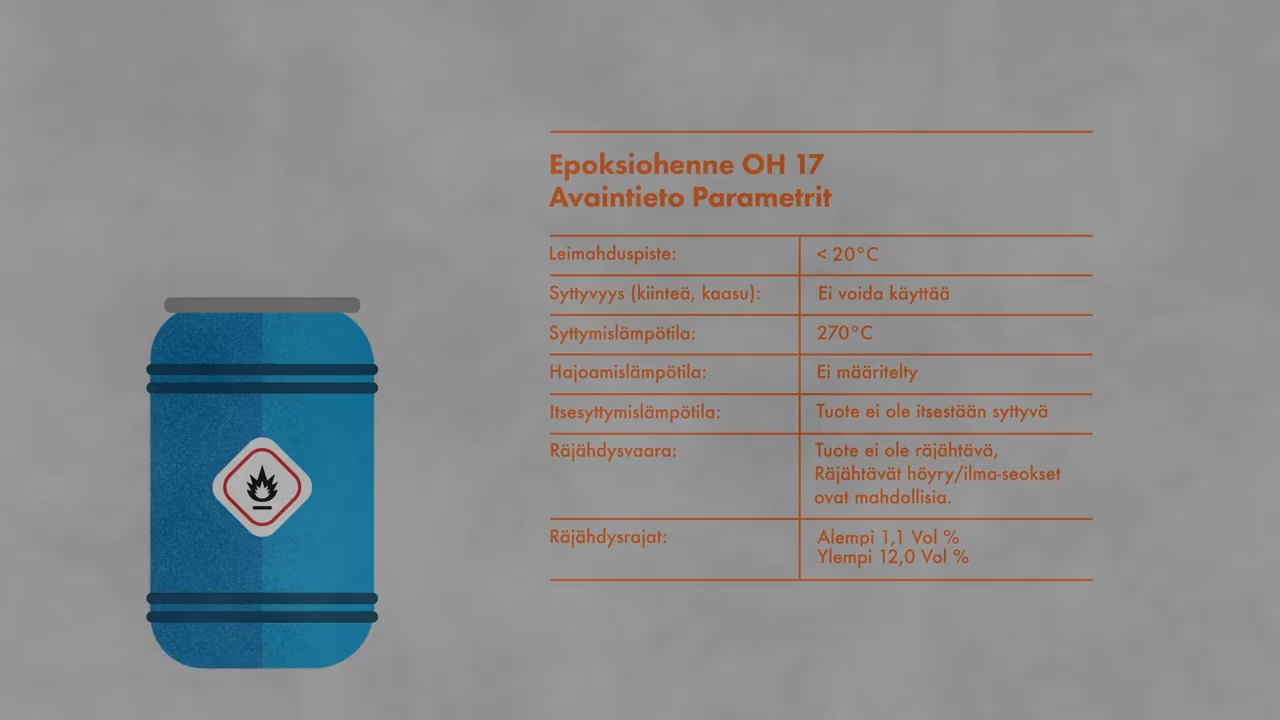 Epoksiohenne OH 17
Avaintieto Parametrit
Leimahduspiste: < 20°C
Syttyvyys (kiinteä, kaasu): Ei voida käyttää
Syttymislämpötila: 270°C
Hajoamislämpötila: Ei määritelty
Itsesyttymislämpötila: Tuote ei ole itsestään syttyvä
Räjähdysvaara: Tuote ei ole räjähtävä,
Räjähtävät höyry/ilma-seokset
ovat mahdollisia.
Räjähdysrajat: Alempi 1,1 Vol %
Ylempi 12,0 Vol %